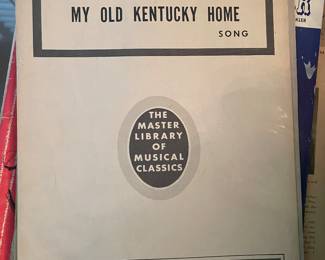 MY OLD KENTUCKY HOME
SONG
THE
MASTER
LIBRARY
OF
MUSICAL
CLASSICS